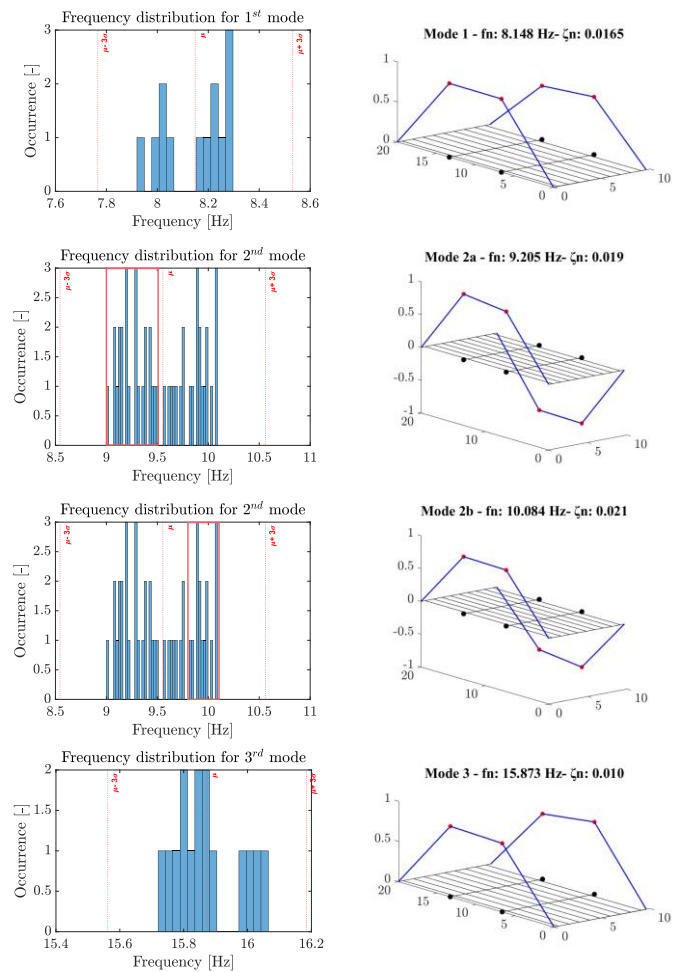 Frequency distribution for 1st mode
3
2
1
0
Occurrence [-]
μ- 3σ
μ
μ+ 3σ
7.6 7.8 8 8.2 8.4 8.6
Frequency [Hz]
Mode 1 - fn: 8.148 Hz- ζn: 0.0165
1
0.5
0
20 15 10 5 0
0 5 10
Frequency distribution for 2nd mode
3
2.5
2
1.5
1
0.5
0
Occurrence [-]
μ- 3σ
μ
μ+ 3σ
8.5 9 9.5 10 10.5 11
Frequency [Hz]
Mode 2a - fn: 9.205 Hz- ζn: 0.019
1
0.5
0
-0.5
-1
20 10 0
0 5 10
Frequency distribution for 2nd mode
3
2.5
2
1.5
1
0.5
0
Occurrence [-]
μ- 3σ
μ
μ+ 3σ
8.5 9 9.5 10 10.5 11
Frequency [Hz]
Mode 2b - fn: 10.084 Hz- ζn: 0.021
1
0.5
0
-0.5
-1
20 10 0
0 5 10
Frequency distribution for 3rd mode
2
1.5
1
0.5
0
Occurrence [-]
μ- 3σ
μ
μ+ 3σ
15.4 15.6 15.8 16 16.2
Frequency [Hz]
Mode 3 - fn: 15.873 Hz- ζn: 0.010
1
0.5
0
20 15 10 5 0
0 5 10